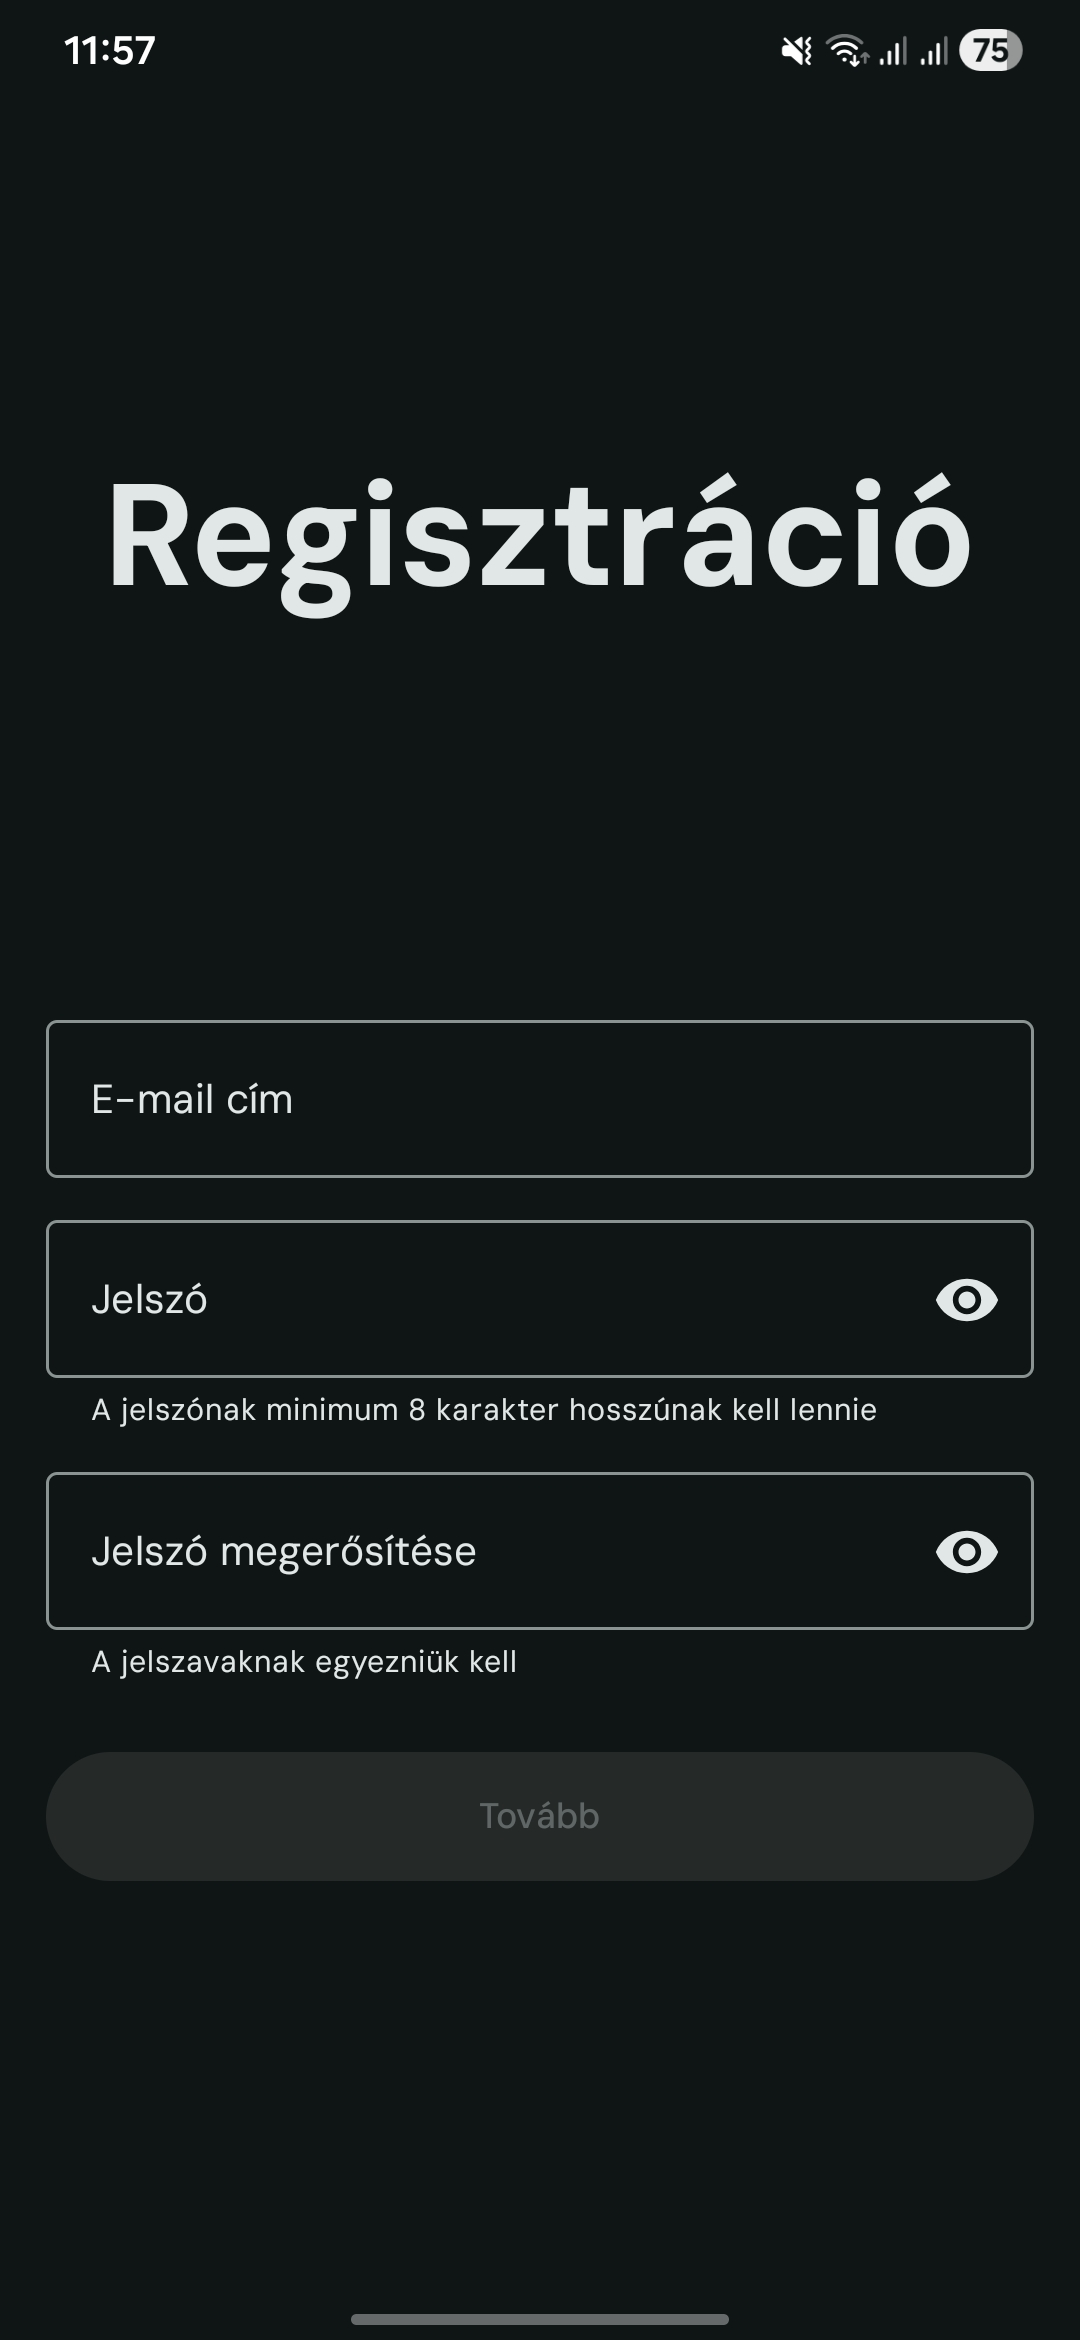 11:57
75
Regisztráció
E-mail cím
Jelszó
A jelszónak minimum 8 karakter hosszúnak kell lennie
Jelszó megerősítése
A jelszavaknak egyezniük kell
Tovább